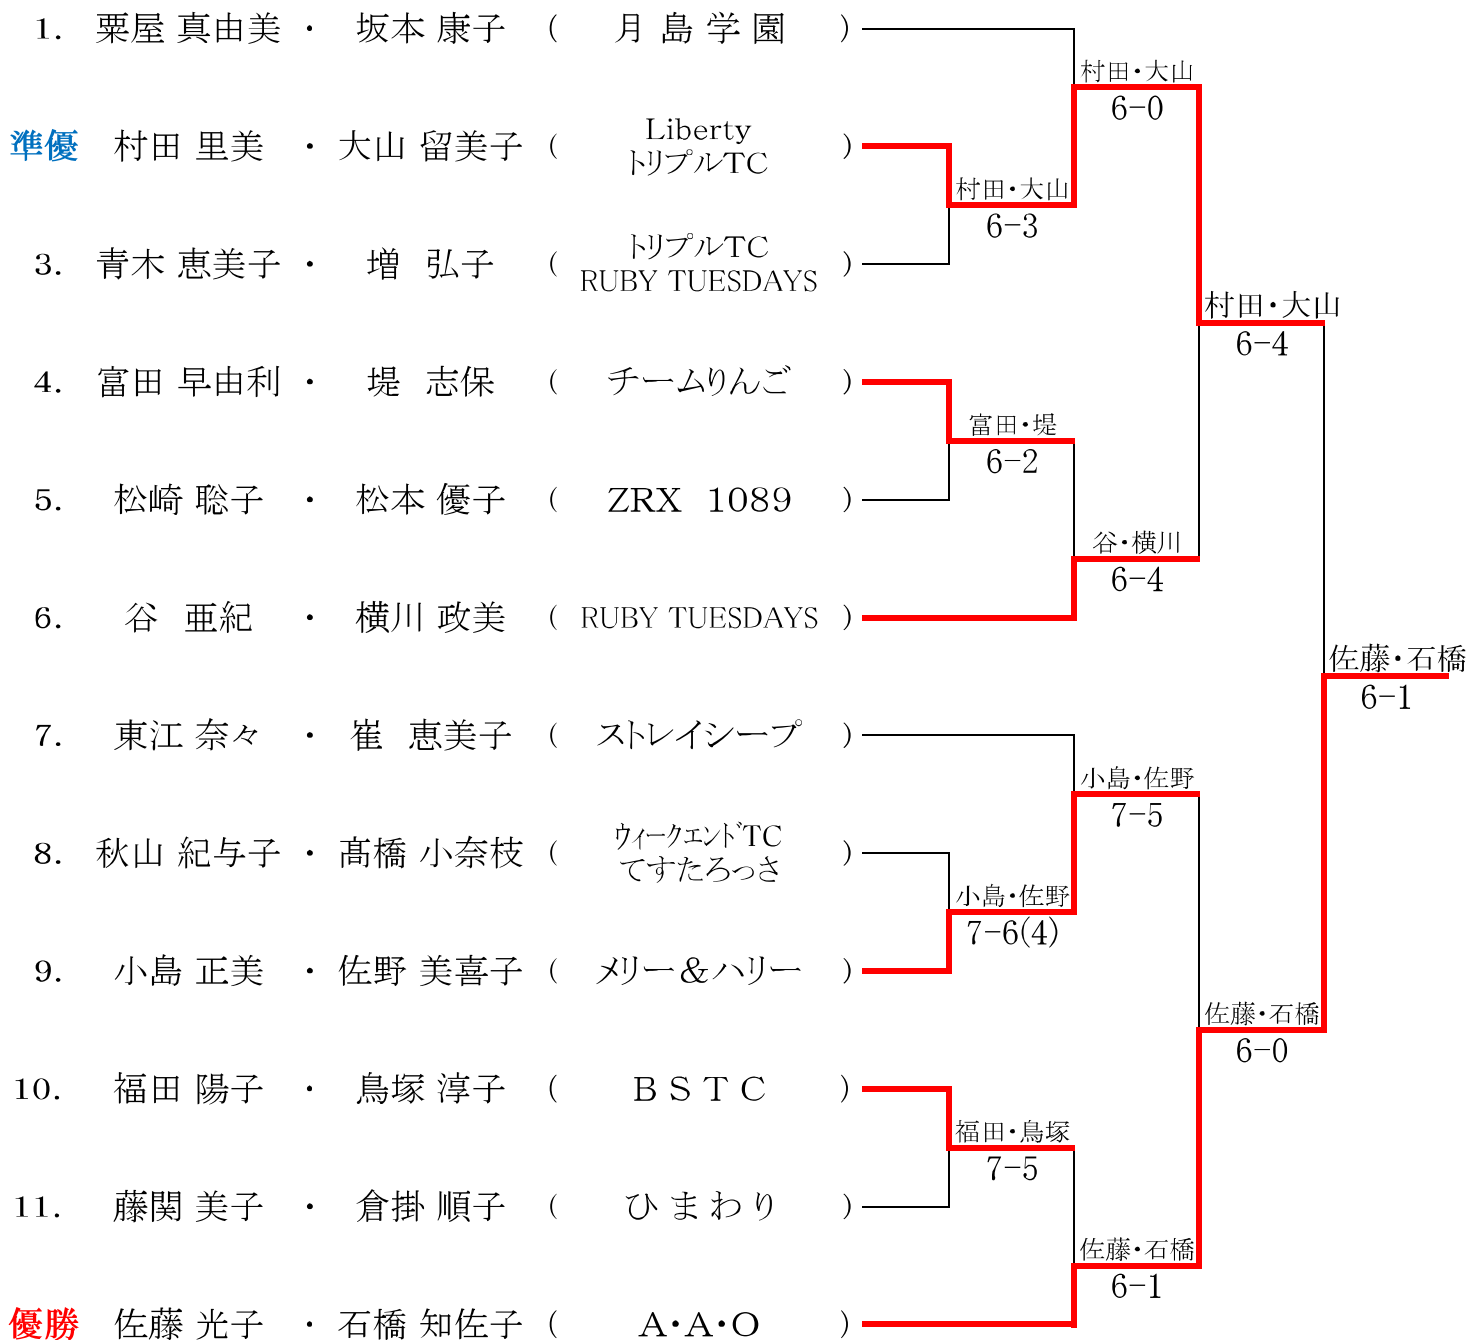 1. 粟屋 真由美 ・ 坂本 康子 ( 月 島 学 園 )
村田・大山
6-0
準優 村田 里美 ・ 大山 留美子 ( Liberty トリプルTC )
村田・大山
6-3
3. 青木 恵美子 ・ 増 弘子 ( トリプルTC RUBY TUESDAYS )
村田・大山
6-4
4. 富田 早由利 ・ 堤 志保 ( チームりんご )
富田・堤
6-2
5. 松崎 聡子 ・ 松本 優子 ( ZRX 1089 )
谷・横川
6-4
6. 谷 亜紀 ・ 横川 政美 ( RUBY TUESDAYS )
佐藤・石橋
6-1
7. 東江 奈々 ・ 崔 恵美子 ( ストレイシープ )
小島・佐野
7-5
8. 秋山 紀与子 ・ 髙橋 小奈枝 ( ウィークエンドTC てすたろっさ )
小島・佐野
7-6(4)
9. 小島 正美 ・ 佐野 美喜子 ( メリー&ハリー )
佐藤・石橋
6-0
10. 福田 陽子 ・ 鳥塚 淳子 ( B S T C )
福田・鳥塚
7-5
11. 藤関 美子 ・ 倉掛 順子 ( ひ ま わ り )
佐藤・石橋
6-1
優勝 佐藤 光子 ・ 石橋 知佐子 ( A・A・O )